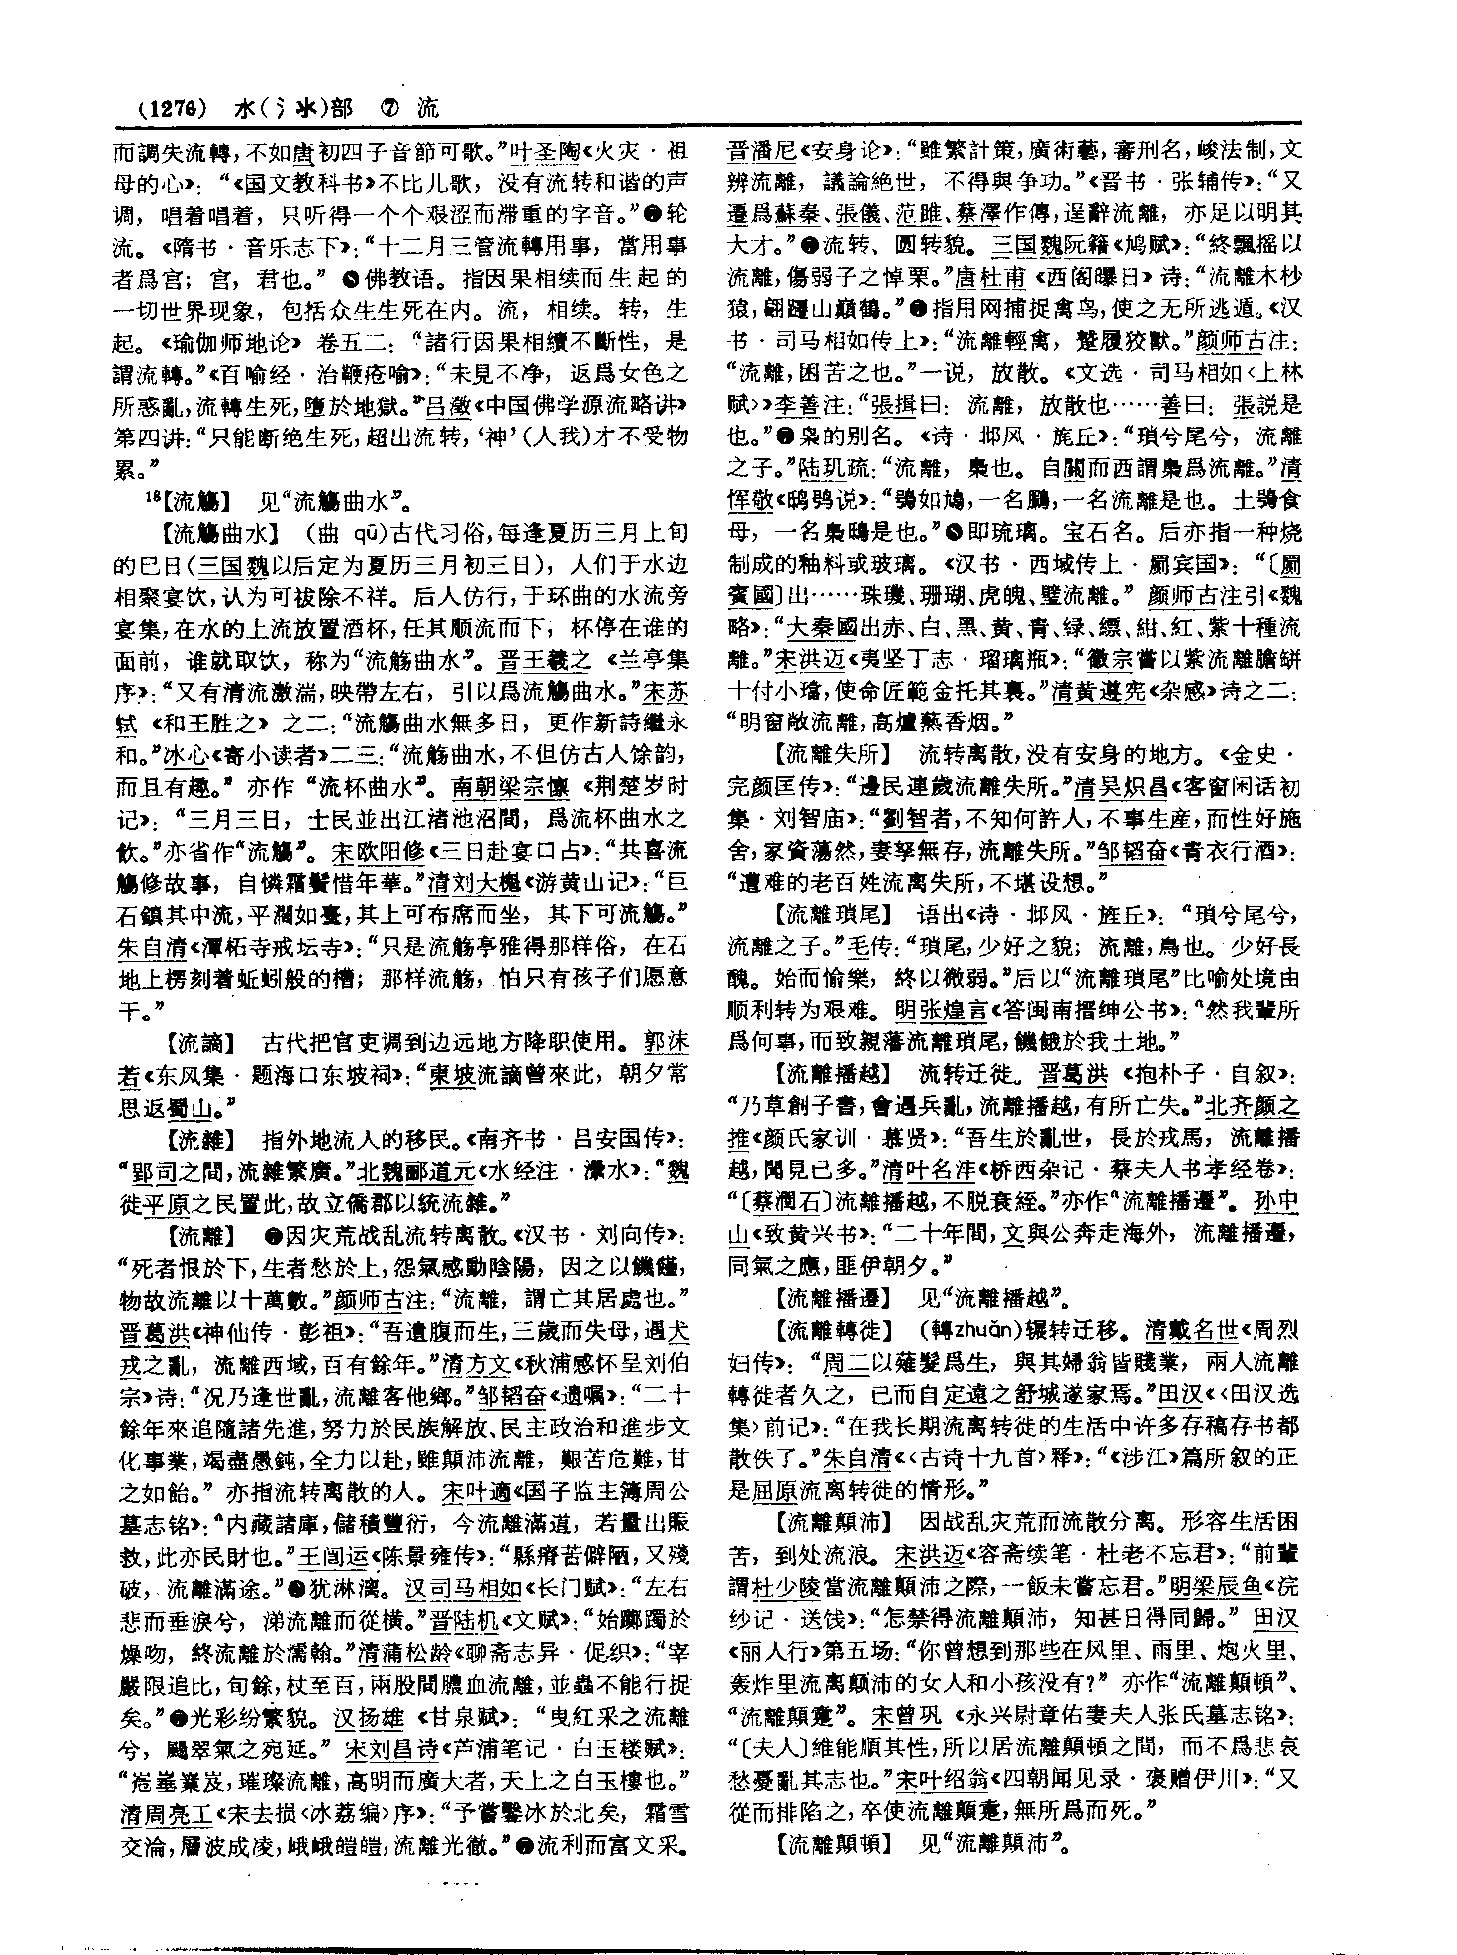 (1276) 水(氵氺)部 ⑦ 流
而調失流轉,不如唐初四子音節可歌。”叶圣陶《火灾·祖
母的心》:“《国文教科书》不比儿歌,没有流转和谐的声
调,唱着唱着,只听得一个个艰涩而滞重的字音。”轮
流。《隋书·音乐志下》:“十二月三管流轉用事,當用事
者爲宫;宫,君也。” 佛教语。指因果相续而生起的
一切世界现象,包括众生生死在内。流,相续。转,生
起。《瑜伽师地论》卷五二:“諸行因果相續不斷性,是
謂流轉。”《百喻经·治鞭疮喻》:“未見不净,返爲女色之
所惑亂,流轉生死,墮於地獄。”吕澂《中国佛学源流略讲》
第四讲:“只能断绝生死,超出流转,‘神’(人我)才不受物
累。”
18【流觴】 见“流觴曲水”。
【流觴曲水】 (曲 qū)古代习俗,每逢夏历三月上旬
的巳日(三国魏以后定为夏历三月初三日),人们于水边
相聚宴饮,认为可祓除不祥。后人仿行,于环曲的水流旁
宴集,在水的上流放置酒杯,任其顺流而下,杯停在谁的
面前,谁就取饮,称为“流觞曲水”。晋王羲之《兰亭集
序》:“又有清流激湍,映帶左右,引以爲流觴曲水。”宋苏
轼《和王胜之》之二:“流觴曲水無多日,更作新詩繼永
和。”冰心《寄小读者》二三:“流觞曲水,不但仿古人馀韵,
而且有趣。” 亦作“流杯曲水”。南朝梁宗懔《荆楚岁时
记》:“三月三日,士民並出江渚池沼間,爲流杯曲水之
飲。”亦省作“流觴”。宋欧阳修《三日赴宴口占》:“共喜流
觴修故事,自憐霜鬢惜年華。”清刘大櫆《游黄山记》:“巨
石鎮其中流,平濶如臺,其上可布席而坐,其下可流觴。”
朱自清《潭柘寺戒坛寺》:“只是流觞亭雅得那样俗,在石
地上楞刻着蚯蚓般的槽;那样流觞,怕只有孩子们愿意
干。”
【流謫】 古代把官吏调到边远地方降职使用。郭沫
若《东风集·题海口东坡祠》:“東坡流謫曾來此,朝夕常
思返蜀山。”
【流雜】 指外地流入的移民。《南齐书·吕安国传》:
“郢司之間,流雜繁廣。”北魏郦道元《水经注·濼水》:“魏
徙平原之民置此,故立僑郡以統流雜。”
【流離】 因灾荒战乱流转离散。《汉书·刘向传》:
“死者恨於下,生者愁於上,怨氣感動陰陽,因之以饑饉,
物故流離以十萬數。”颜师古注:“流離,謂亡其居處也。”
晋葛洪《神仙传·彭祖》:“吾遺腹而生,三歲而失母,遇犬
戎之亂,流離西域,百有餘年。”清方文《秋浦感怀呈刘伯
宗》诗:“况乃逢世亂,流離客他鄉。”邹韬奋《遗嘱》:“二十
餘年來追隨諸先進,努力於民族解放、民主政治和進步文
化事業,竭盡愚鈍,全力以赴,雖顛沛流離,艱苦危難,甘
之如飴。” 亦指流转离散的人。宋叶適《国子监主簿周公
墓志铭》:“内藏諸庫,儲積豐衍,今流離滿道,若量出賑
救,此亦民財也。”王闿运《陈景雍传》:“縣瘠苦僻陋,又殘
破,流離滿途。”犹淋漓。汉司马相如《长门赋》:“左右
悲而垂淚兮,涕流離而從横。”晋陆机《文赋》:“始躑躅於
燥吻,終流離於濡翰。”清蒲松龄《聊斋志异·促织》:“宰
嚴限追比,旬餘,杖至百,兩股間膿血流離,並蟲不能行捉
矣。”光彩纷繁貌。汉扬雄《甘泉赋》:“曳紅采之流離
兮,颺翠氣之宛延。” 宋刘昌诗《芦浦笔记·白玉楼赋》:
“嵬嶪岌,璀璨流離,高明而廣大者,天上之白玉樓也。”
清周亮工《宋去损〈冰荔编〉序》:“予嘗鑿冰於北矣,霜雪
交淪,層波成凌,峨峨皚皚,流離光徹。”流利而富文采。
晋潘尼《安身论》:“雖繁計策,廣術藝,審刑名,峻法制,文
辨流離,議論絶世,不得與争功。”《晋书·张辅传》:“又
遷爲蘇秦、張儀、范雎、蔡澤作傳,逞辭流離,亦足以明其
大才。”流转、圆转貌。三国魏阮籍《鸠赋》:“終飄摇以
流離,傷弱子之悼栗。”唐杜甫《西阁曝日》诗:“流離木杪
猿,翩躚山巔鶴。”指用网捕捉禽鸟,使之无所逃遁。《汉
书·司马相如传上》:“流離輕禽,蹵履狡獸。”颜师古注:
“流離,困苦之也。”一说,放散。《文选·司马相如〈上林
赋〉》李善注:“張揖曰:流離,放散也……善曰:張説是
也。”枭的别名。《诗·邶风·旄丘》:“瑣兮尾兮,流離
之子。”陆玑疏:“流離,梟也。自關而西謂梟爲流離。”清
恽敬《鸱鸮说》:“鴞如鳩,一名鵩,一名流離是也。土鴞食
母,一名梟鴟是也。”即琉璃。宝石名。后亦指一种烧
制成的釉料或玻璃。《汉书·西域传上·罽宾国》:“〔罽
賓國〕出……珠璣、珊瑚、虎魄、璧流離。” 颜师古注引《魏
略》:“大秦國出赤、白、黑、黄、青、绿、縹、紺、紅、紫十種流
離。”宋洪迈《夷坚丁志·瑠璃瓶》:“徽宗嘗以紫流離膽缾
十付小璫,使命匠範金托其裏。”清黄遵宪《杂感》诗之二:
“明窗敞流離,高爐爇香烟。”
【流離失所】 流转离散,没有安身的地方。《金史·
完颜匡传》:“邊民連歲流離失所。”清吴炽昌《客窗闲话初
集·刘智庙》:“劉智者,不知何許人,不事生産,而性好施
舍,家資蕩然,妻孥無存,流離失所。”邹韬奋《青衣行酒》:
“遭难的老百姓流离失所,不堪设想。”
【流離瑣尾】 语出《诗·邶风·旄丘》:“瑣兮尾兮,
流離之子。”毛传:“瑣尾,少好之貌;流離,鳥也。少好長
醜。始而愉樂,終以微弱。”后以“流離瑣尾”比喻处境由
顺利转为艰难。明张煌言《答闽南搢绅公书》:“然我輩所
爲何事,而致親藩流離瑣尾,饑餓於我土地。”
【流離播越】 流转迁徙。晋葛洪《抱朴子·自叙》:
“乃草創子書,會遇兵亂,流離播越,有所亡失。”北齐颜之
推《颜氏家训·慕贤》:“吾生於亂世,長於戎馬,流離播
越,聞見已多。”清叶名沣《桥西杂记·蔡夫人书孝经卷》:
“〔蔡潤石〕流離播越,不脱衰絰。”亦作“流離播遷”。孙中
山《致黄兴书》:“二十年間,文與公奔走海外,流離播遷,
同氣之應,匪伊朝夕。”
【流離播遷】 见“流離播越”。
【流離轉徙】 (轉zhuǎn)辗转迁移。清戴名世《周烈
妇传》:“周二以薙髮爲生,與其婦翁皆賤業,兩人流離
轉徙者久之,已而自定遠之舒城遂家焉。”田汉《〈田汉选
集〉前记》:“在我长期流离转徙的生活中许多存稿存书都
散佚了。”朱自清《〈古诗十九首〉释》:“《涉江》篇所叙的正
是屈原流离转徙的情形。”
【流離顛沛】 因战乱灾荒而流散分离。形容生活困
苦,到处流浪。宋洪迈《容斋续笔·杜老不忘君》:“前輩
謂杜少陵當流離顛沛之際,一飯未嘗忘君。”明梁辰鱼《浣
纱记·送饯》:“怎禁得流離顛沛,知甚日得同歸。” 田汉
《丽人行》第五场:“你曾想到那些在风里、雨里、炮火里、
轰炸里流离颠沛的女人和小孩没有?” 亦作“流離顛頓”、
“流離顛躓”。宋曾巩《永兴尉章佑妻夫人张氏墓志铭》:
“〔夫人〕維能順其性,所以居流離顛頓之間,而不爲悲哀
愁憂亂其志也。”宋叶绍翁《四朝闻见录·褒赠伊川》:“又
從而排陷之,卒使流離顛躓,無所爲而死。”
【流離顛頓】 见“流離顛沛”。